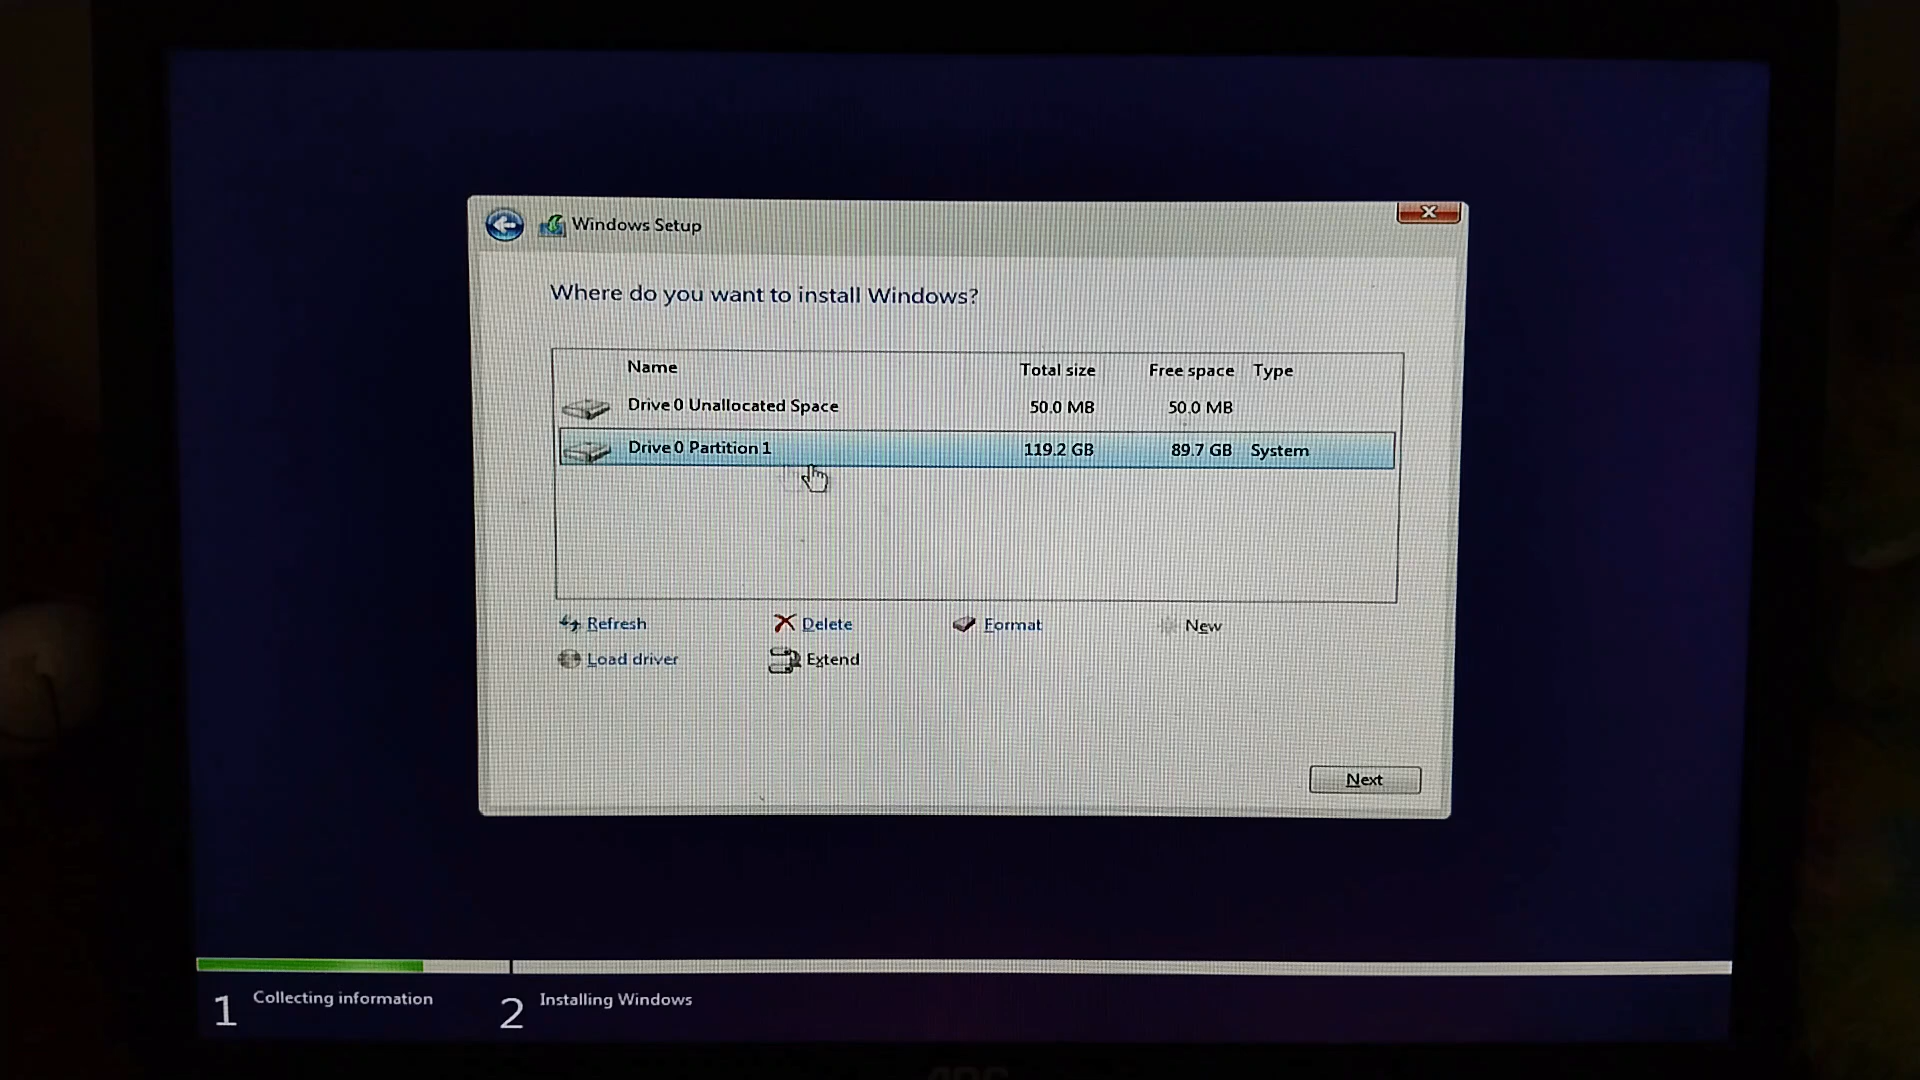 Windows Setup
Where do you want to install Windows?
Name Total size Free space Type
Drive 0 Unallocated Space 50.0 MB 50.0 MB
Drive 0 Partition 1 119.2 GB 89.7 GB System
Refresh Delete Format New
Load driver Extend
Next
1 Collecting information 2 Installing Windows